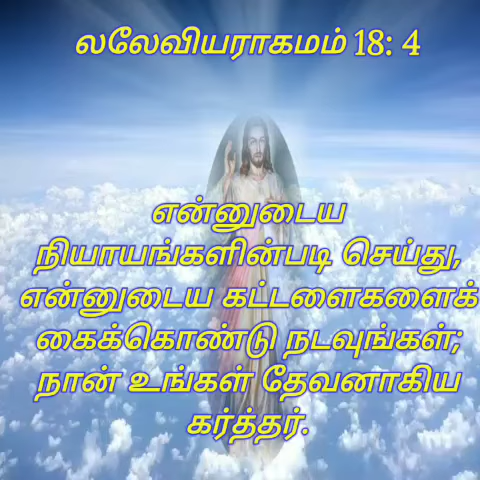 லலேவியராகமம் 18: 4
என்னுடைய
நியாயங்களின்படி செய்து,
என்னுடைய கட்டளைகளைக்
கைக்கொண்டு நடவுங்கள்;
நான் உங்கள் தேவனாகிய
கர்த்தர்.